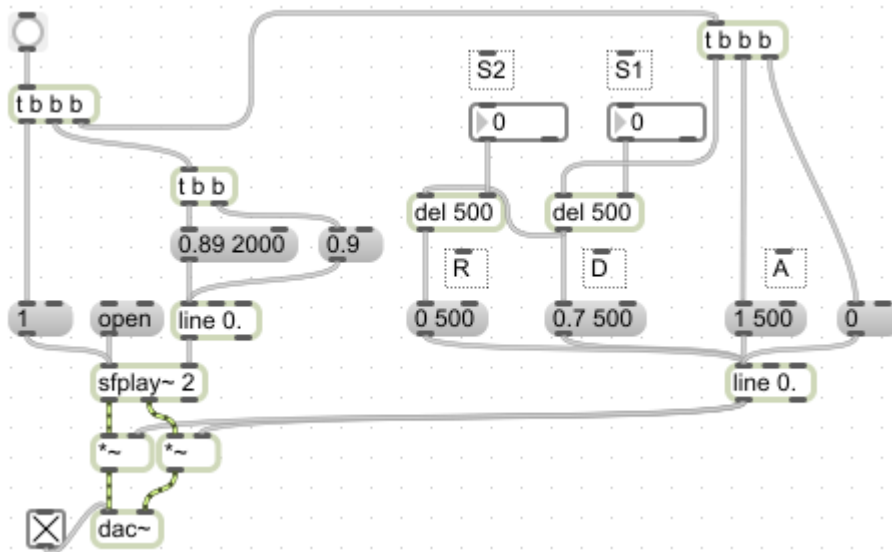 t b b b
S2
S1
t b b b
0
0
t b b
del 500
del 500
0.89 2000
0.9
R
D
A
1
open
line 0.
0 500
0.7 500
1 500
0
sfplay~ 2
line 0.
*~
*~
dac~